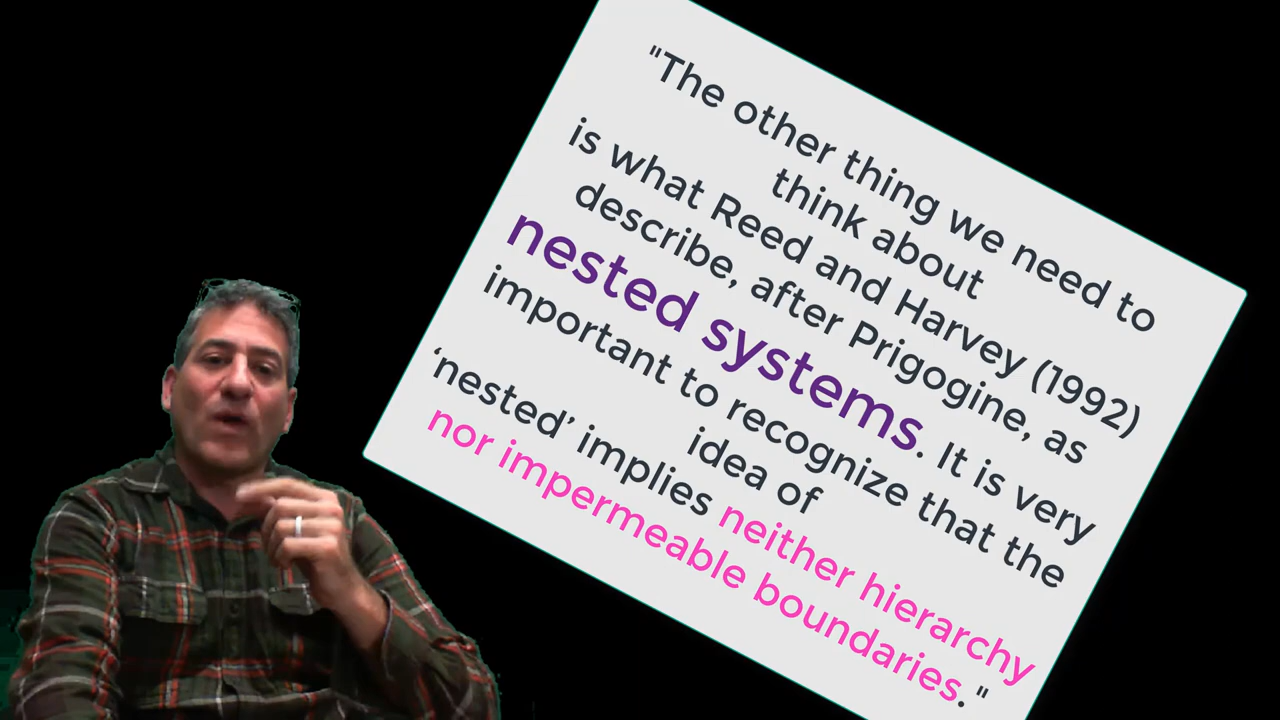 "The other thing we need to
think about
is what Reed and Harvey (1992)
describe, after Prigogine, as
nested systems. It is very
important to recognize that the
idea of
‘nested’ implies neither hierarchy
nor impermeable boundaries."